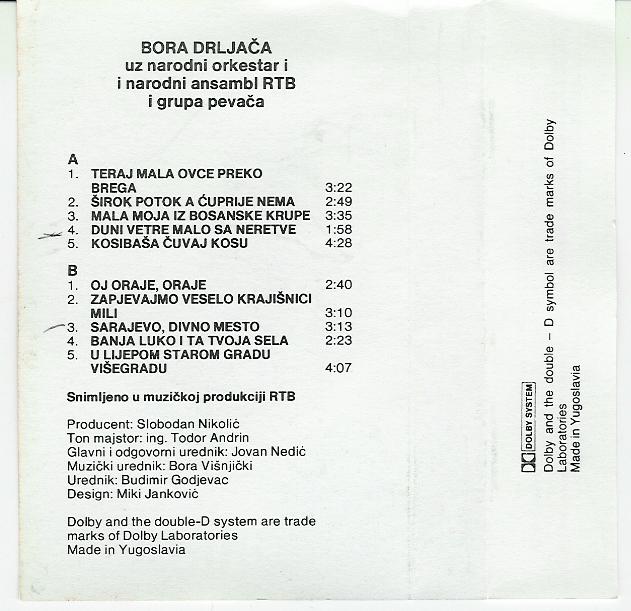 BORA DRLJAČA
uz narodni orkestar i
i narodni ansambl RTB
i grupa pevača
A
1. TERAJ MALA OVCE PREKO
BREGA 3:22
2. ŠIROK POTOK A ĆUPRIJE NEMA 2:49
3. MALA MOJA IZ BOSANSKE KRUPE 3:35
4. DUNI VETRE MALO SA NERETVE 1:58
5. KOSIBAŠA ČUVAJ KOSU 4:28
B
1. OJ ORAJE, ORAJE 2:40
2. ZAPJEVAJMO VESELO KRAJIŠNICI
MILI 3:10
3. SARAJEVO, DIVNO MESTO 3:13
4. BANJA LUKO I TA TVOJA SELA 2:23
5. U LIJEPOM STAROM GRADU
VIŠEGRADU 4:07
Snimljeno u muzičkoj produkciji RTB
Producent: Slobodan Nikolić
Ton majstor: ing. Todor Andrin
Glavni i odgovorni urednik: Jovan Nedić
Muzički urednik: Bora Višnjički
Urednik: Budimir Godjevac
Design: Miki Janković
Dolby and the double-D system are trade
marks of Dolby Laboratories
Made in Yugoslavia
DOLBY SYSTEM
Dolby and the double – D symbol are trade marks of Dolby
Laboratories
Made in Yugoslavia